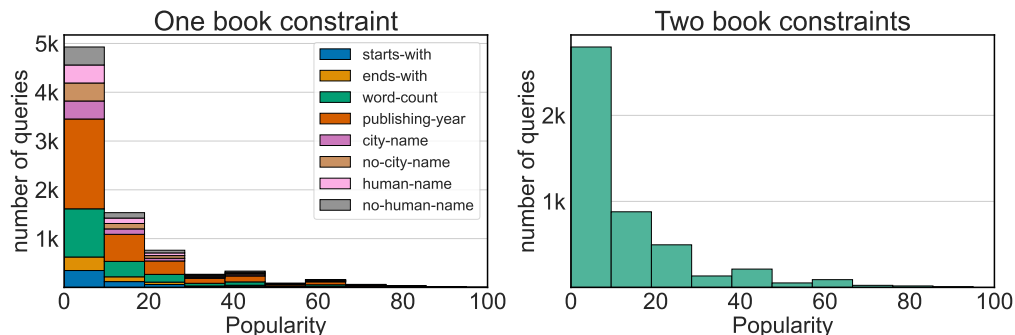 One book constraint
5k
4k
3k
2k
1k
number of queries
starts-with
ends-with
word-count
publishing-year
city-name
no-city-name
human-name
no-human-name
0 20 40 60 80 100
Popularity
Two book constraints
2k
1k
number of queries
0 20 40 60 80 100
Popularity